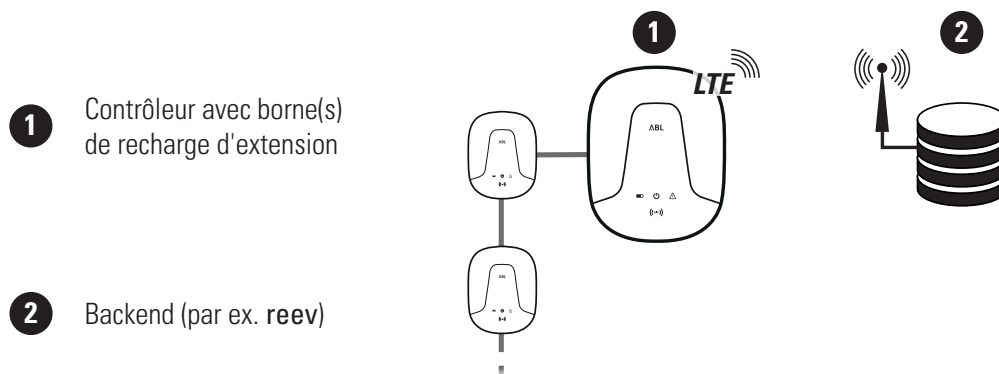 1
Contrôleur avec borne(s)
de recharge d'extension
2
Backend (par ex. reev)
1
LTE
ABL
ABL
ABL
2